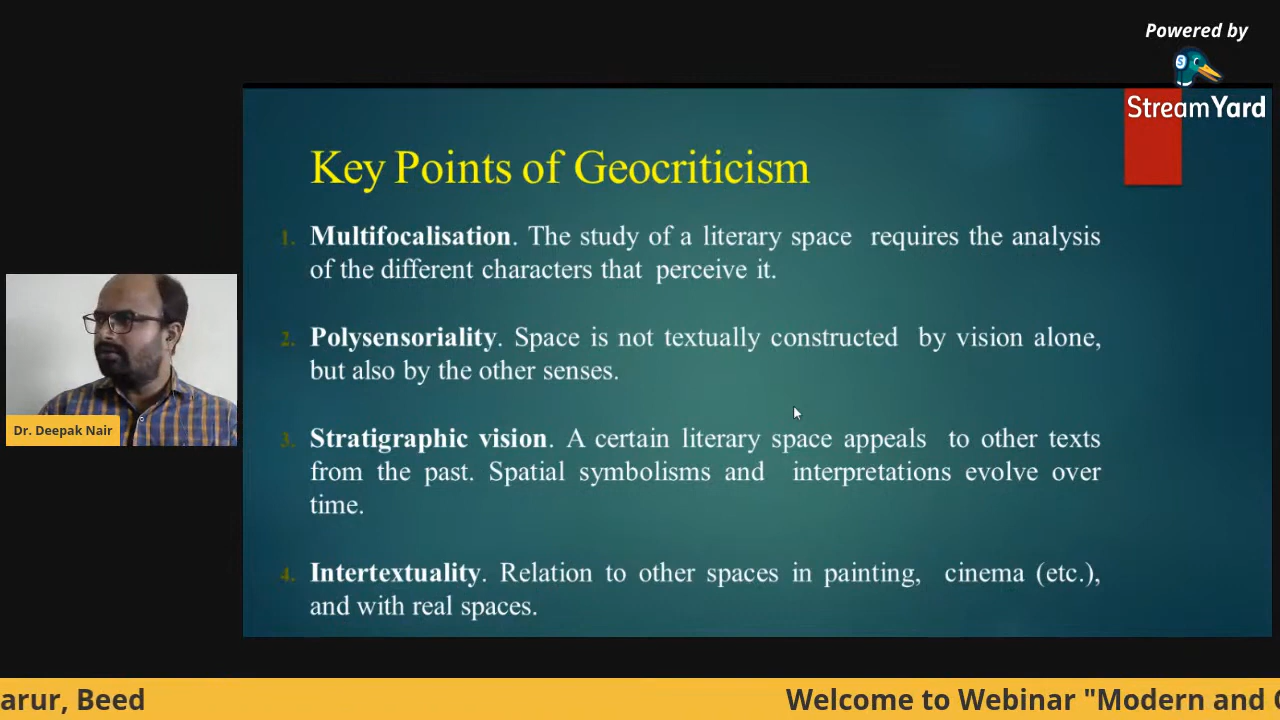 Powered by
StreamYard
Key Points of Geocriticism
1. Multifocalisation. The study of a literary space requires the analysis
of the different characters that perceive it.
2. Polysensoriality. Space is not textually constructed by vision alone,
but also by the other senses.
3. Stratigraphic vision. A certain literary space appeals to other texts
from the past. Spatial symbolisms and interpretations evolve over
time.
4. Intertextuality. Relation to other spaces in painting, cinema (etc.),
and with real spaces.
Dr. Deepak Nair
arur, Beed
Welcome to Webinar "Modern and